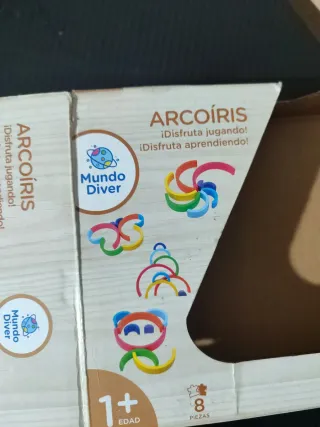 ARCOÍRIS
¡Disfruta jugando!
¡Disfruta aprendiendo!
Mundo
Diver
1+
EDAD
8
PIEZAS
ARCOÍRIS
¡Disfruta jugando!
Mundo
Diver